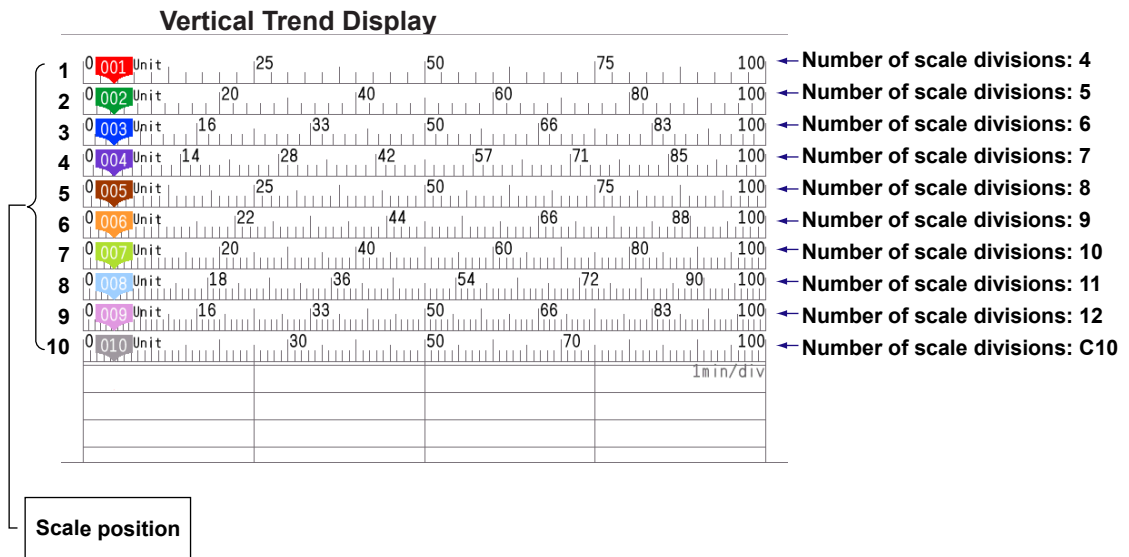 Vertical Trend Display
1 0 001 Unit 25 50 75 100 Number of scale divisions: 4
2 0 002 Unit 20 40 60 80 100 Number of scale divisions: 5
3 0 003 Unit 16 33 50 66 83 100 Number of scale divisions: 6
4 0 004 Unit 14 28 42 57 71 85 100 Number of scale divisions: 7
5 0 005 Unit 25 50 75 100 Number of scale divisions: 8
6 0 006 Unit 22 44 66 88 100 Number of scale divisions: 9
7 0 007 Unit 20 40 60 80 100 Number of scale divisions: 10
8 0 008 Unit 18 36 54 72 90 100 Number of scale divisions: 11
9 0 009 Unit 16 33 50 66 83 100 Number of scale divisions: 12
10 0 010 Unit 30 50 70 100 Number of scale divisions: C10
1min/div
Scale position